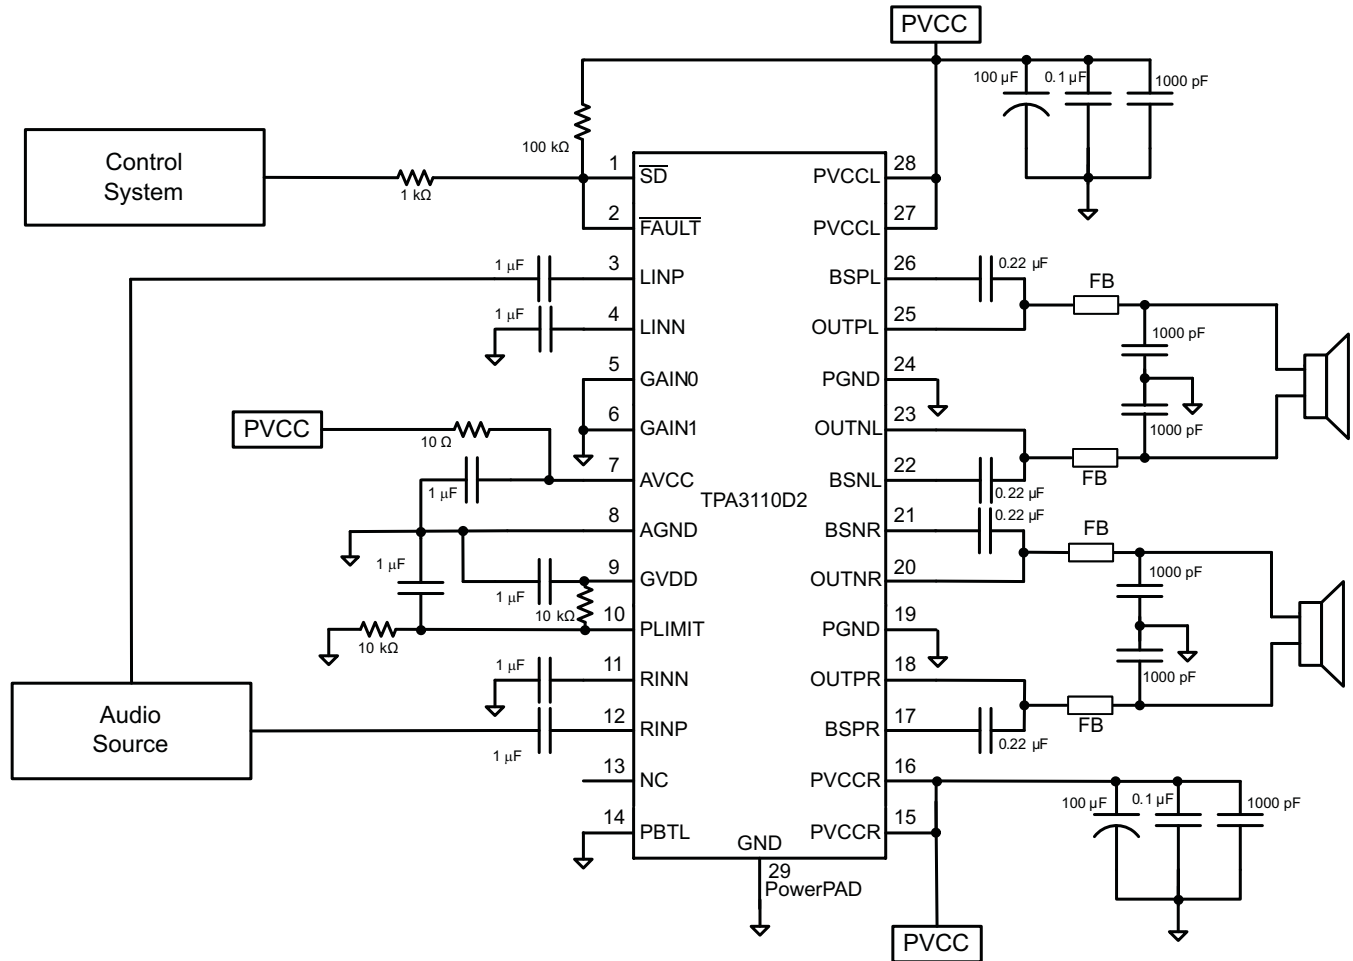 PVCC
100 µF
0.1 µF
1000 pF
Control
System
100 kΩ
1 kΩ
1
SD
28
PVCCL
2
FAULT
27
PVCCL
1 µF
3
LINP
26
BSPL
0.22 µF
FB
1 µF
4
LINN
25
OUTPL
1000 pF
5
GAIN0
24
PGND
PVCC
10 Ω
6
GAIN1
23
OUTNL
1000 pF
1 µF
7
AVCC
22
BSNL
0.22 µF
FB
TPA3110D2
8
AGND
21
BSNR
0.22 µF
FB
1 µF
1 µF
9
GVDD
20
OUTNR
1000 pF
10 kΩ
10 kΩ
10
PLIMIT
19
PGND
1 µF
11
RINN
18
OUTPR
1000 pF
Audio
Source
1 µF
12
RINP
17
BSPR
0.22 µF
FB
13
NC
16
PVCCR
100 µF
0.1 µF
1000 pF
14
PBTL
15
PVCCR
GND
29
PowerPAD
PVCC